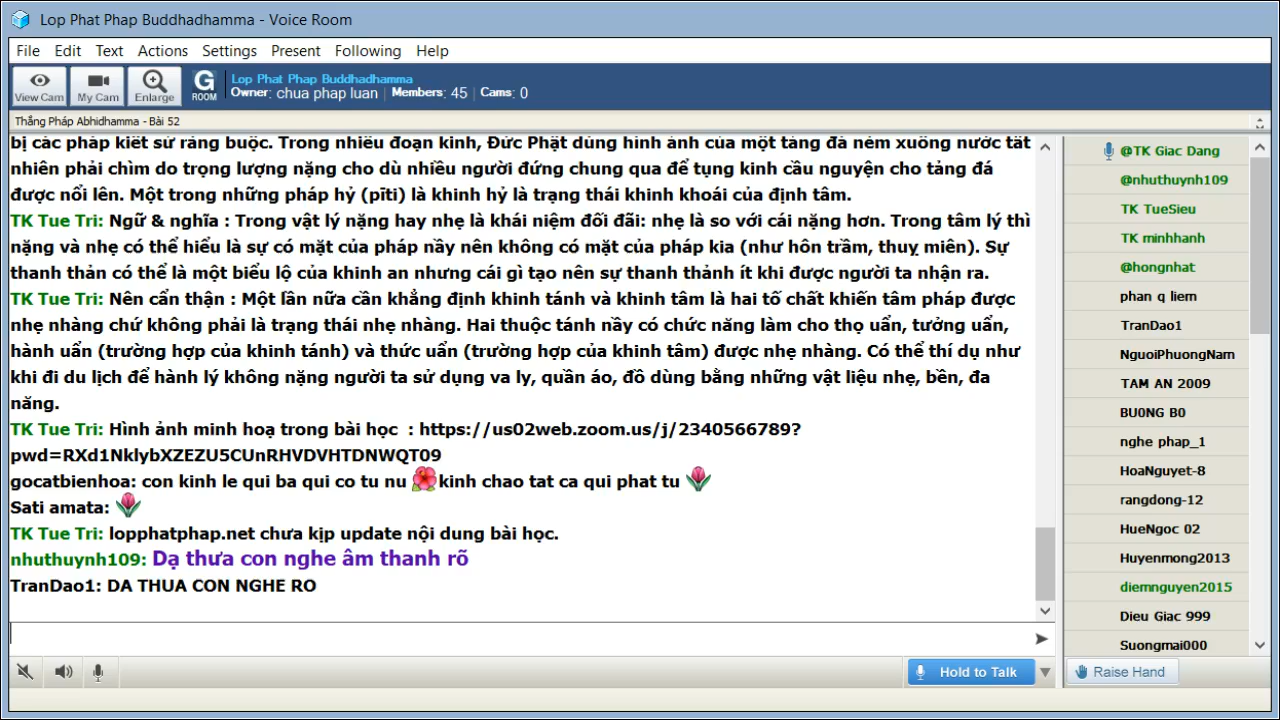 Lop Phat Phap Buddhadhamma - Voice Room
File Edit Text Actions Settings Present Following Help
View Cam My Cam Enlarge G ROOM
Lop Phat Phap Buddhadhamma
Owner: chua phap luan | Members: 45 | Cams: 0
Thắng Pháp Abhidhamma - Bài 52
bị các pháp kiết sử ràng buộc. Trong nhiều đoạn kinh, Đức Phật dùng hình ảnh của một tảng đá ném xuống nước tất
nhiên phải chìm do trọng lượng nặng cho dù nhiều người đứng chung qua để tụng kinh cầu nguyện cho tảng đá
được nổi lên. Một trong những pháp hỷ (pīti) là khinh hỷ là trạng thái khinh khoái của định tâm.
TK Tue Tri: Ngữ & nghĩa : Trong vật lý nặng hay nhẹ là khái niệm đối đãi: nhẹ là so với cái nặng hơn. Trong tâm lý thì
nặng và nhẹ có thể hiểu là sự có mặt của pháp nầy nên không có mặt của pháp kia (như hôn trầm, thuỵ miên). Sự
thanh thản có thể là một biểu lộ của khinh an nhưng cái gì tạo nên sự thanh thảnh ít khi được người ta nhận ra.
TK Tue Tri: Nên cẩn thận : Một lần nữa cần khẳng định khinh tánh và khinh tâm là hai tố chất khiến tâm pháp được
nhẹ nhàng chứ không phải là trạng thái nhẹ nhàng. Hai thuộc tánh nầy có chức năng làm cho thọ uẩn, tưởng uẩn,
hành uẩn (trường hợp của khinh tánh) và thức uẩn (trường hợp của khinh tâm) được nhẹ nhàng. Có thể thí dụ như
khi đi du lịch để hành lý không nặng người ta sử dụng va ly, quần áo, đồ dùng bằng những vật liệu nhẹ, bền, đa
năng.
TK Tue Tri: Hình ảnh minh hoạ trong bài học : https://us02web.zoom.us/j/2340566789?
pwd=RXd1NklybXZEZU5CUnRHVDVHTDNWQT09
gocatbienhoa: con kinh le qui ba qui co tu nu kinh chao tat ca qui phat tu
Sati amata:
TK Tue Tri: lopphatphap.net chưa kịp update nội dung bài học.
nhuthuynh109: Dạ thưa con nghe âm thanh rõ
TranDao1: DA THUA CON NGHE RO
Hold to Talk
@TK Giac Dang
@nhuthuynh109
TK TueSieu
TK minhhanh
@hongnhat
phan q liem
TranDao1
NguoiPhuongNam
TAM AN 2009
BU0NG B0
nghe phap_1
HoaNguyet-8
rangdong-12
HueNgoc 02
Huyenmong2013
diemnguyen2015
Dieu Giac 999
Suongmai000
Raise Hand